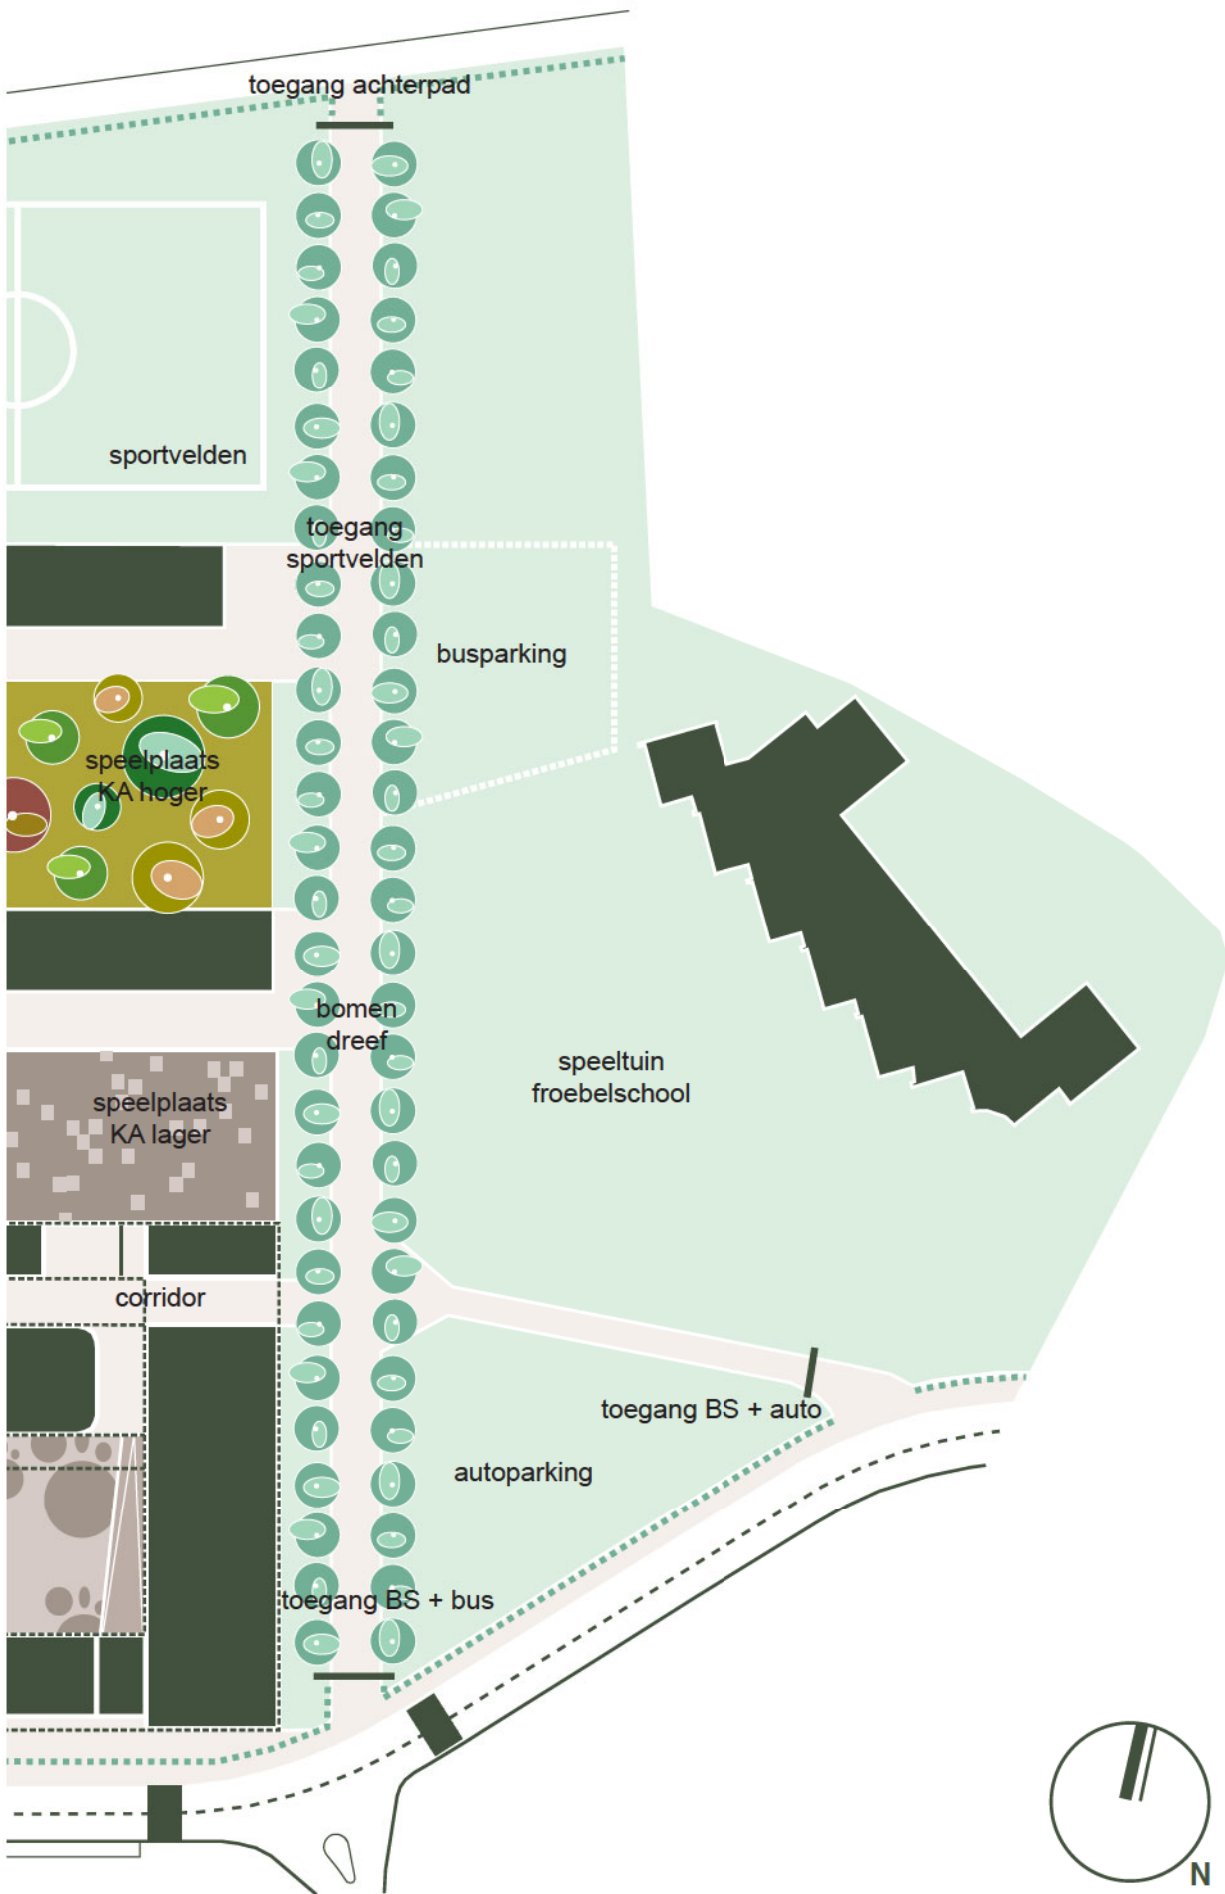 toegang achterpad
sportvelden
toegang
sportvelden
busparking
speelplaats
KA hoger
bomen
dreef
speeltuin
froebelschool
speelplaats
KA lager
corridor
toegang BS + auto
autoparking
toegang BS + bus
N